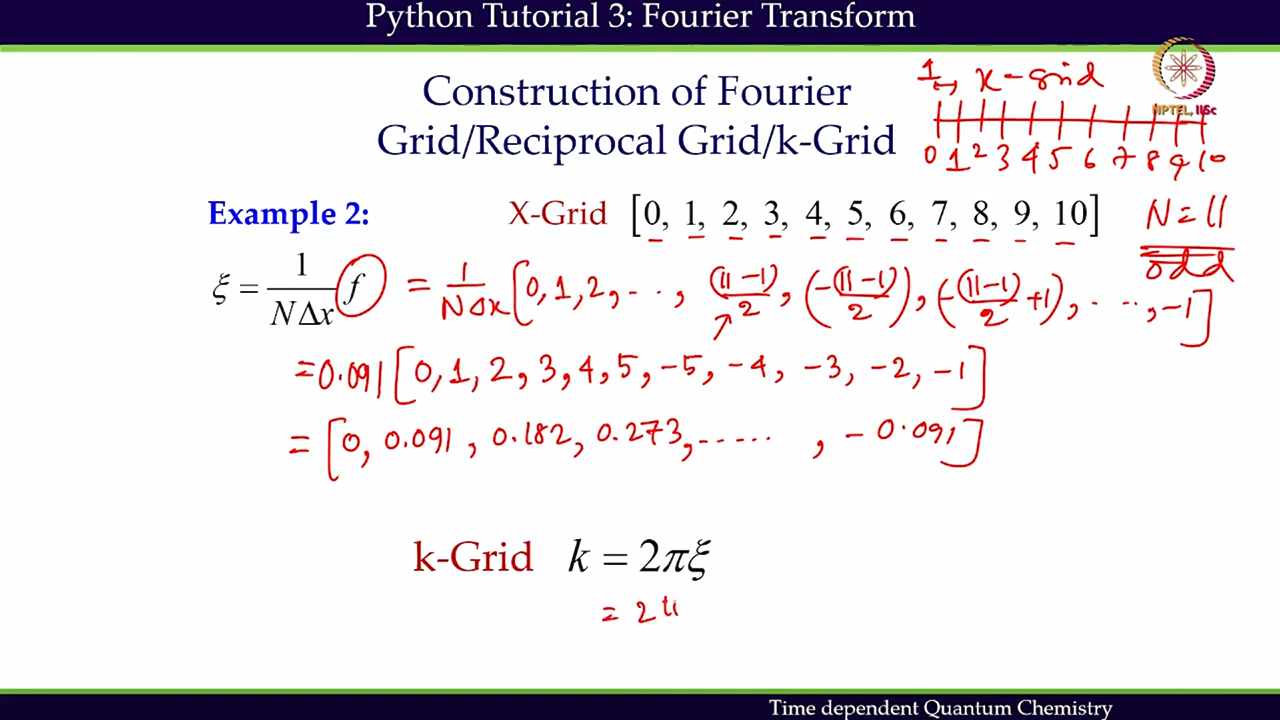 Python Tutorial 3: Fourier Transform
Construction of Fourier
Grid/Reciprocal Grid/k-Grid
1 x-grid
0 1 2 3 4 5 6 7 8 9 10
NPTEL, IISc
Example 2: X-Grid [0, 1, 2, 3, 4, 5, 6, 7, 8, 9, 10]
N = 11
odd
ξ = 1/(NΔx) f = 1/(NΔx) [0, 1, 2, ..., (11-1)/2, (-(11-1)/2), (-(11-1)/2 +1), ...., -1]
= 0.091 [0, 1, 2, 3, 4, 5, -5, -4, -3, -2, -1]
= [0, 0.091, 0.182, 0.273, ......, -0.091]
k-Grid k = 2πξ
= 2π
Time dependent Quantum Chemistry